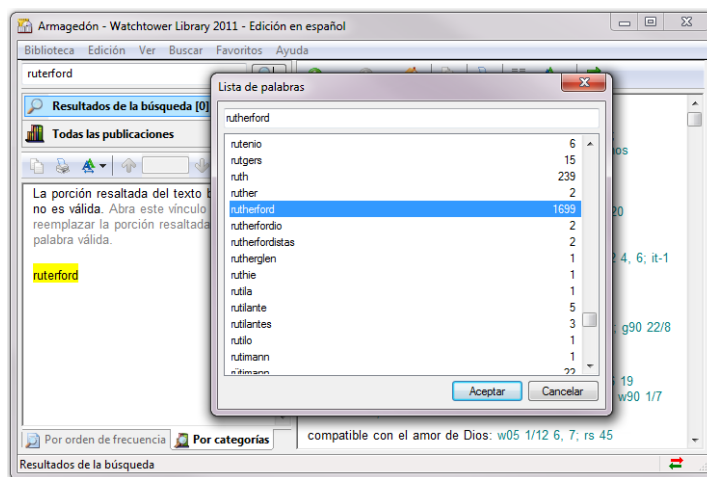 Armagedón - Watchtower Library 2011 - Edición en español
Biblioteca Edición Ver Buscar Favoritos Ayuda
ruterford
Resultados de la búsqueda [0]
Todas las publicaciones
La porción resaltada del texto
no es válida. Abra este vínculo
reemplazar la porción resaltada
palabra válida.
ruterford
Por orden de frecuencia Por categorías
Resultados de la búsqueda
Lista de palabras
rutherford
rutenio 6
rutgers 15
ruth 239
ruther 2
rutherford 1699
rutherfordio 2
rutherfordistas 2
rutherglen 1
ruthie 1
rutila 1
rutilante 5
rutilantes 3
rutilo 1
rutimann 1
rütimann 22
Aceptar Cancelar
nos
20
4, 6; it-1
; g90 22/8
19
w90 1/7
compatible con el amor de Dios: w05 1/12 6, 7; rs 45